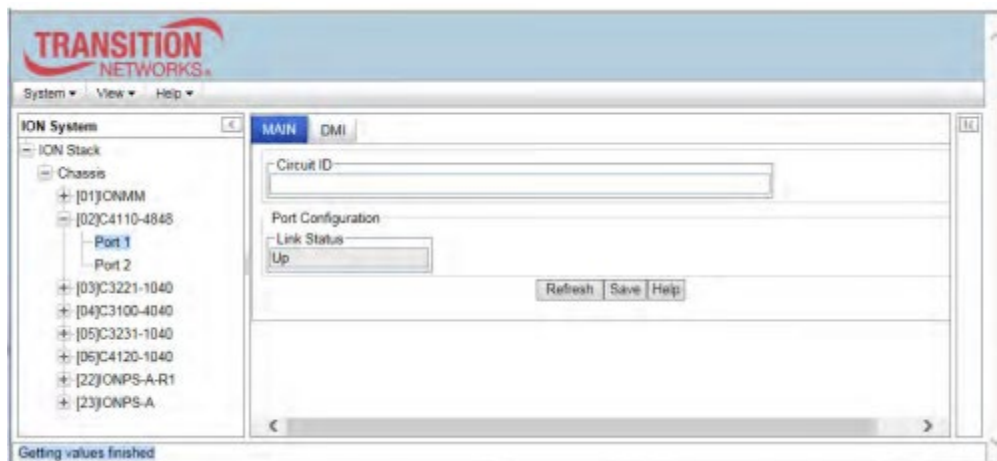 TRANSITION
NETWORKS®
System View Help
ION System
ION Stack
Chassis
[01]IONMM
[02]C4110-4848
Port 1
Port 2
[03]C3221-1040
[04]C3100-4040
[05]C3231-1040
[06]C4120-1040
[22]IONPS-A-R1
[23]IONPS-A
MAIN DMI
Circuit ID
Port Configuration
Link Status
Up
Refresh Save Help
Getting values finished